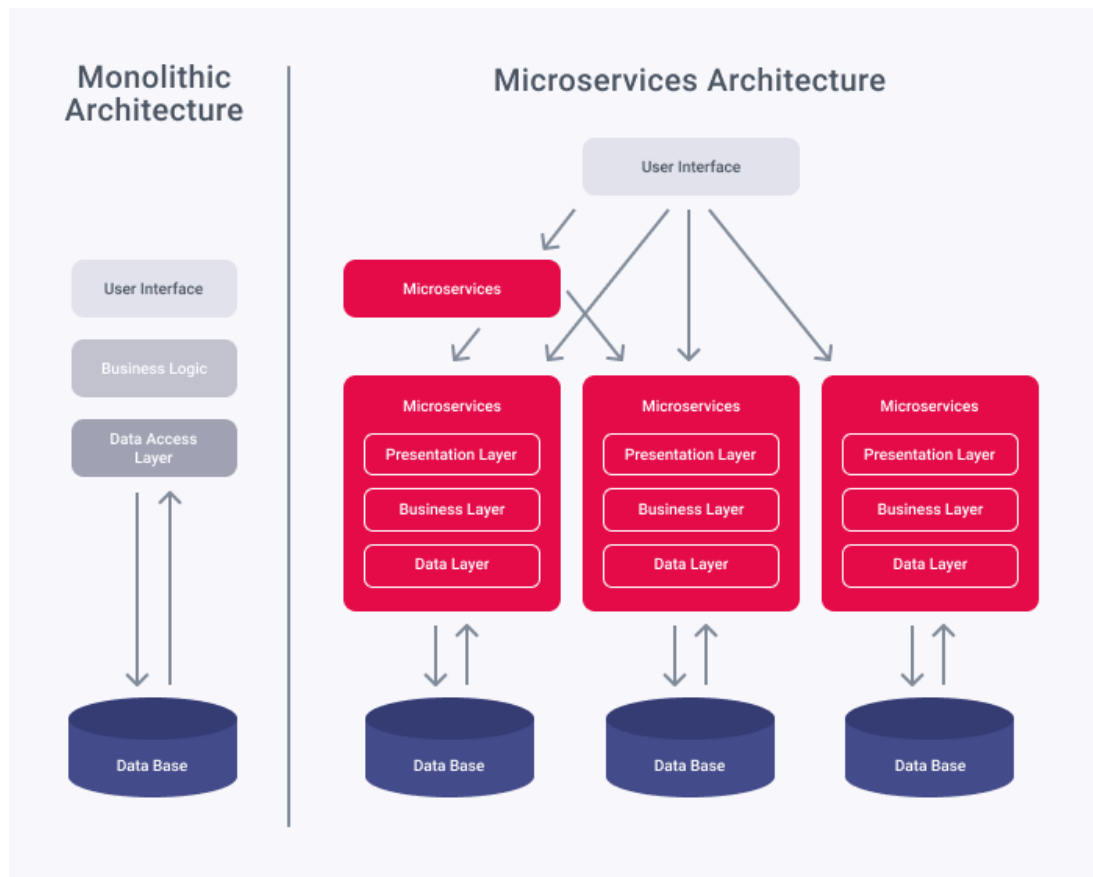 Monolithic
Architecture
User Interface
Business Logic
Data Access
Layer
Data Base
Microservices Architecture
User Interface
Microservices
Microservices
Presentation Layer
Business Layer
Data Layer
Data Base
Microservices
Presentation Layer
Business Layer
Data Layer
Data Base
Microservices
Presentation Layer
Business Layer
Data Layer
Data Base